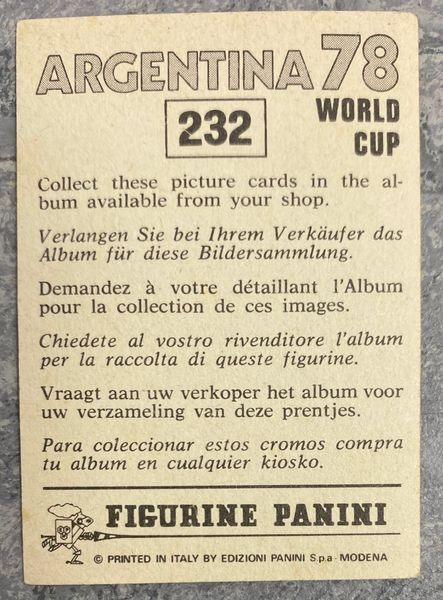 ARGENTINA 78
232
WORLD
CUP
Collect these picture cards in the al-
bum available from your shop.
Verlangen Sie bei Ihrem Verkäufer das
Album für diese Bildersammlung.
Demandez à votre détaillant l'Album
pour la collection de ces images.
Chiedete al vostro rivenditore l'album
per la raccolta di queste figurine.
Vraagt aan uw verkoper het album voor
uw verzameling van deze prentjes.
Para coleccionar estos cromos compra
tu album en cualquier kiosko.
FIGURINE PANINI
© PRINTED IN ITALY BY EDIZIONI PANINI S.p.a - MODENA